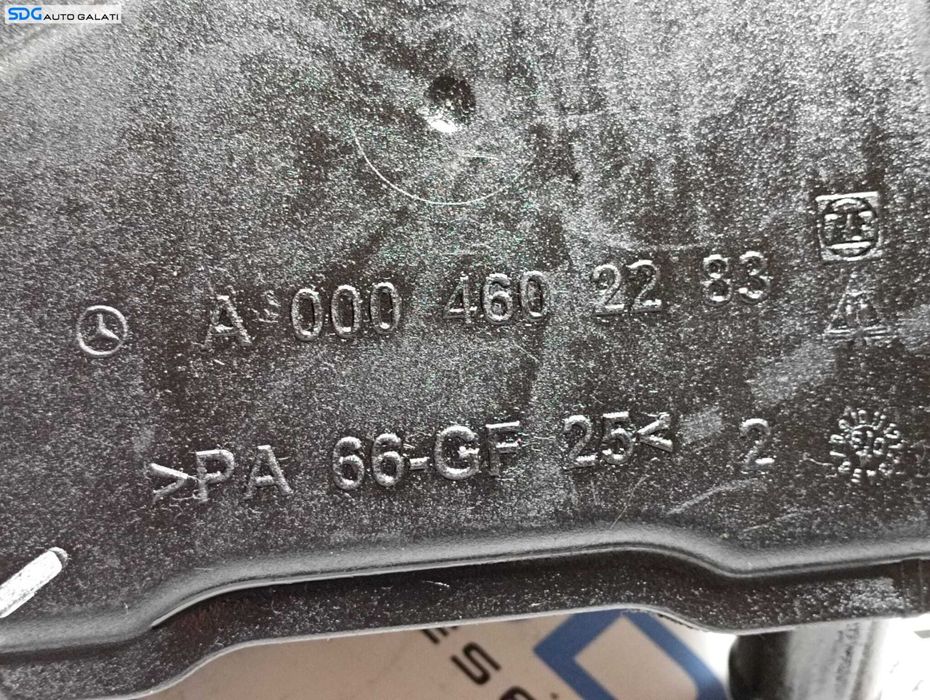 SDG AUTO GALATI
A 000 460 22 83
>PA 66-GF 25< 2